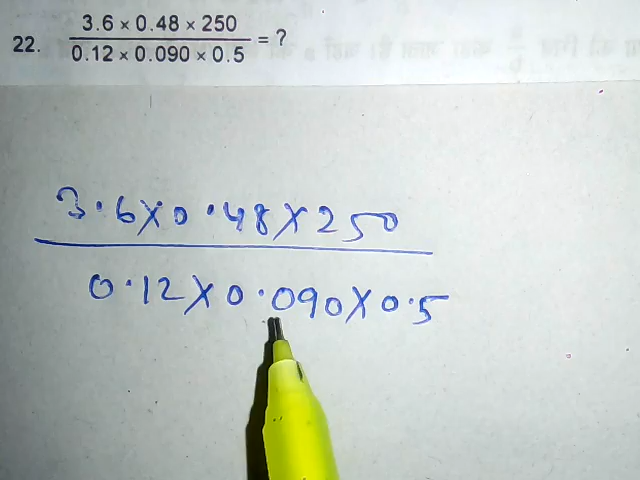 22. 3.6 × 0.48 × 250
0.12 × 0.090 × 0.5 = ?
3.6 × 0.48 × 250
0.12 × 0.090 × 0.5